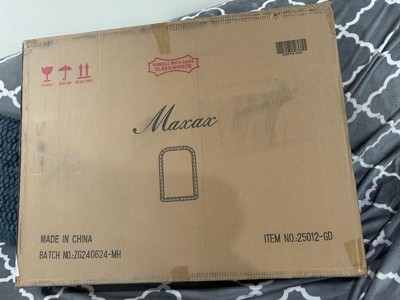 HANDLE WITH CARE
GLASS/MIRROR
Maxax
MADE IN CHINA
BATCH NO.:ZG240624-MH
ITEM NO.:25012-GD